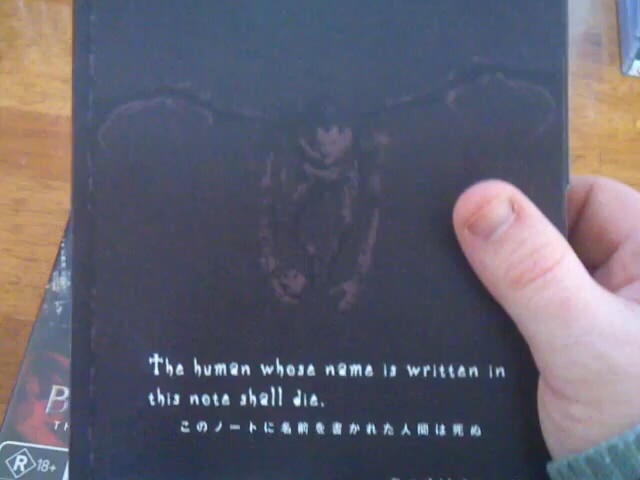 The human whose name is written in
this note shall die.
このノートに名前を書かれた人間は死ぬ
B
TH
R 18+